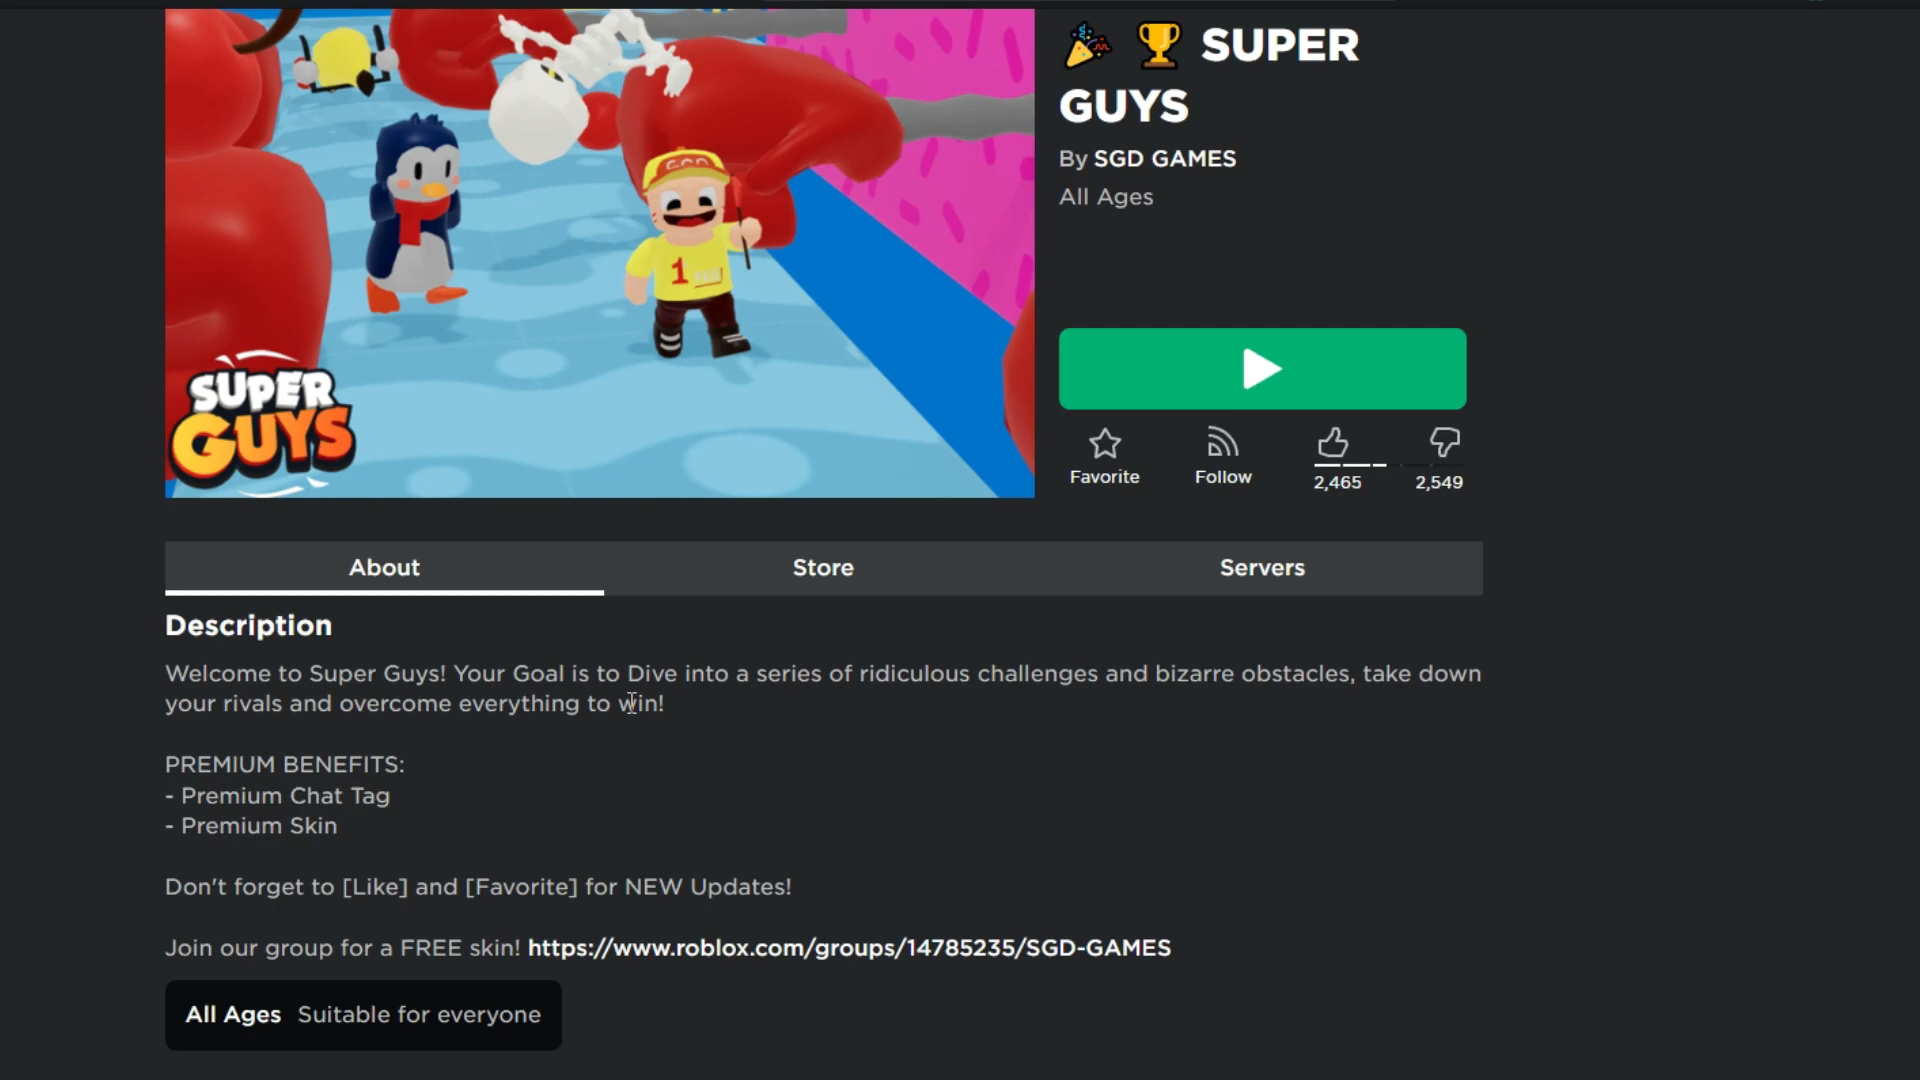 SUPER
GUYS
By SGD GAMES
All Ages
1
SUPER
GUYS
Favorite
Follow
2,465
2,549
About
Store
Servers
Description
Welcome to Super Guys! Your Goal is to Dive into a series of ridiculous challenges and bizarre obstacles, take down
your rivals and overcome everything to win!
PREMIUM BENEFITS:
- Premium Chat Tag
- Premium Skin
Don't forget to [Like] and [Favorite] for NEW Updates!
Join our group for a FREE skin! https://www.roblox.com/groups/14785235/SGD-GAMES
All Ages Suitable for everyone